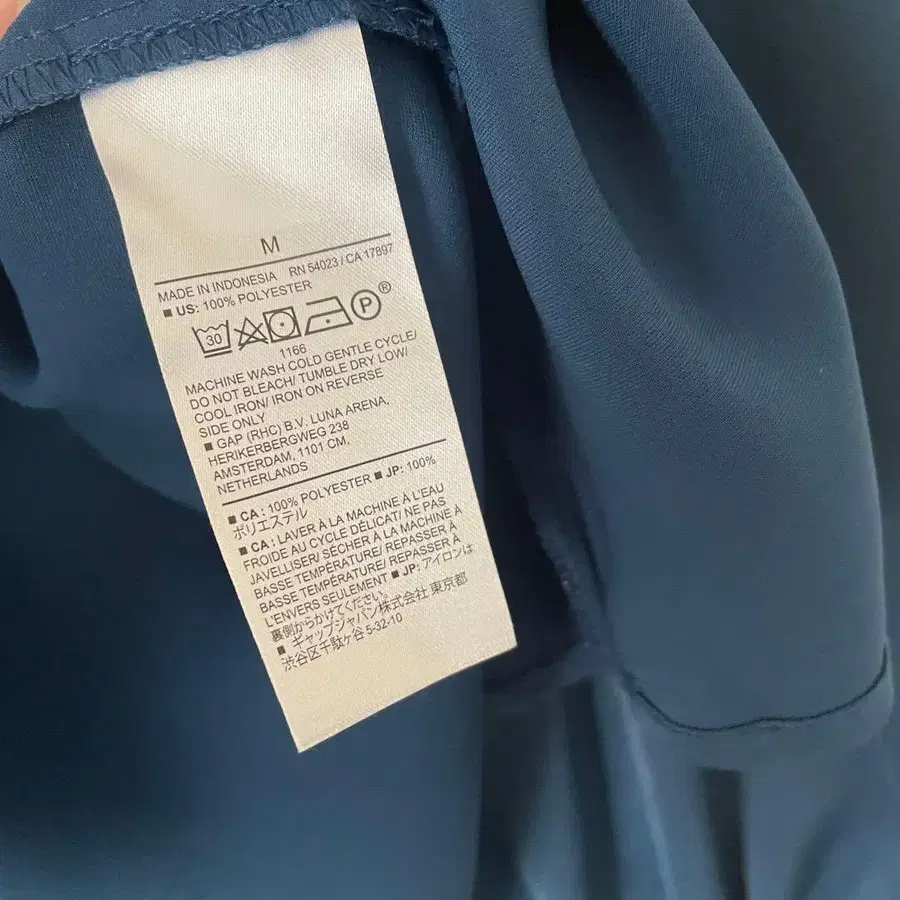 M
MADE IN INDONESIA RN 54023 / CA 17897
■ US: 100% POLYESTER
30 P ®
1166
MACHINE WASH COLD GENTLE CYCLE/
DO NOT BLEACH/ TUMBLE DRY LOW/
COOL IRON/ IRON ON REVERSE
SIDE ONLY
■ GAP (RHC) B.V. LUNA ARENA,
HERIKERBERGWEG 238
AMSTERDAM, 1101 CM,
NETHERLANDS
■ CA : 100% POLYESTER ■ JP: 100%
ポリエステル
■ CA : LAVER À LA MACHINE À L'EAU
FROIDE AU CYCLE DÉLICAT/ NE PAS
JAVELLISER/ SÉCHER À LA MACHINE À
BASSE TEMPÉRATURE/ REPASSER À
BASSE TEMPÉRATURE/ REPASSER À
L'ENVERS SEULEMENT ■ JP: アイロンは
裏側からかけてください。
■ ギャップジャパン株式会社 東京都
渋谷区千駄ヶ谷 5-32-10